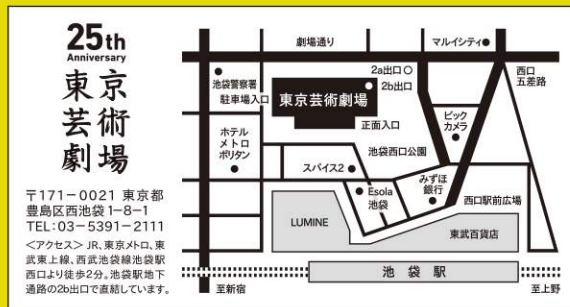 25th
Anniversary
東京
芸術
劇場
〒171-0021 東京都
豊島区西池袋1-8-1
TEL:03-5391-2111
<アクセス> JR、東京メトロ、東
武東上線、西武池袋線池袋駅
西口より徒歩2分。池袋駅地下
通路の2b出口で直結しています。
劇場通り
マルイシティ
池袋警察署
駐車場入口
東京芸術劇場
2a出口
2b出口
西口
五差路
正面入口
ビック
カメラ
ホテル
メトロ
ポリタン
池袋西口公園
スパイス2
Esola
池袋
みずほ
銀行
西口駅前広場
LUMINE
東武百貨店
池袋駅
至新宿
至上野